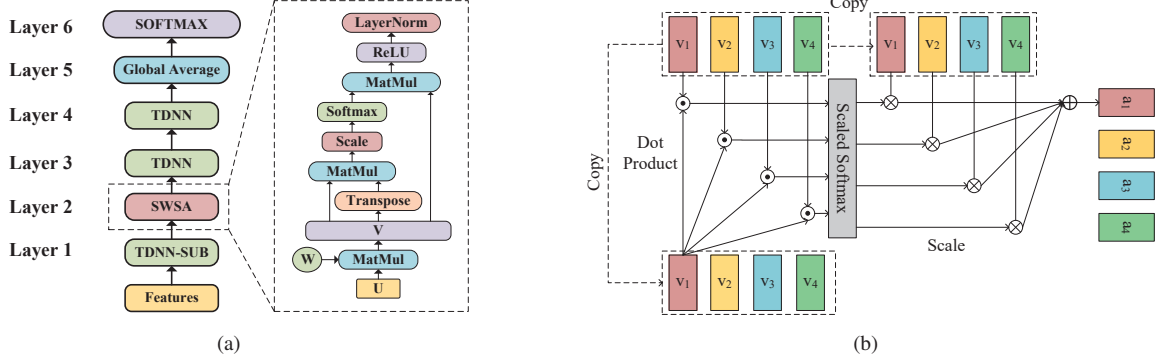 Layer 6
SOFTMAX
Layer 5
Global Average
Layer 4
TDNN
Layer 3
TDNN
Layer 2
SWSA
Layer 1
TDNN-SUB
Features
LayerNorm
ReLU
MatMul
Softmax
Scale
MatMul
Transpose
V
W
MatMul
U
(a)
Copy
V₁ V₂ V₃ V₄
V₁ V₂ V₃ V₄
Copy
Dot
Product
Scaled Softmax
Scale
a₁
a₂
a₃
a₄
V₁ V₂ V₃ V₄
(b)